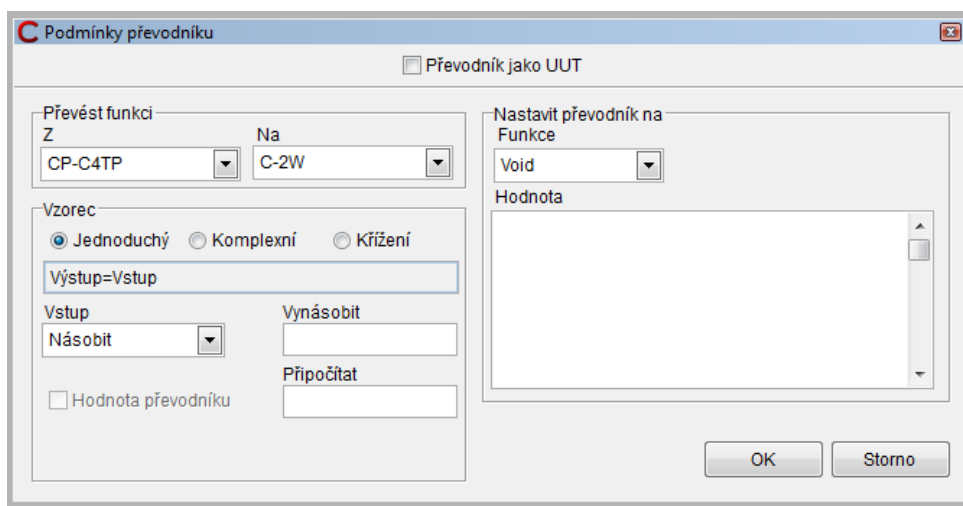 Podmínky převodníku
Převodník jako UUT
Převést funkci
Z Na
CP-C4TP C-2W
Vzorec
Jednoduchý Komplexní Křížení
Výstup=Vstup
Vstup Vynásobit
Násobit
Připočítat
Hodnota převodníku
Nastavit převodník na
Funkce
Void
Hodnota
OK Storno